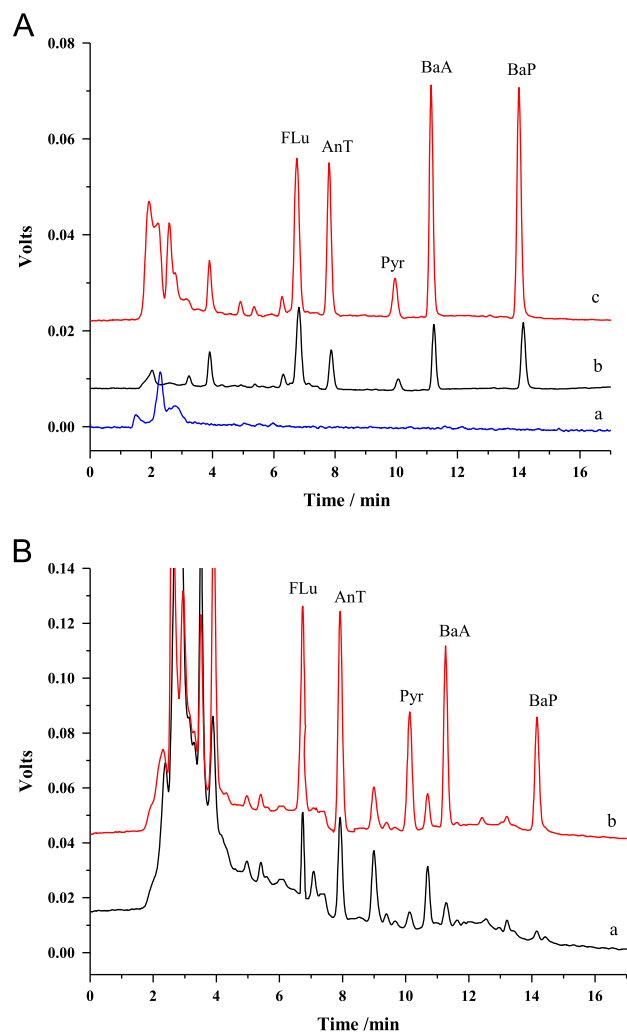 A
0.08
0.06
0.04
0.02
0.00
Volts
FLu
AnT
Pyr
BaA
BaP
c
b
a
0 2 4 6 8 10 12 14 16
Time / min
B
0.14
0.12
0.10
0.08
0.06
0.04
0.02
0.00
Volts
FLu
AnT
Pyr
BaA
BaP
b
a
0 2 4 6 8 10 12 14 16
Time /min